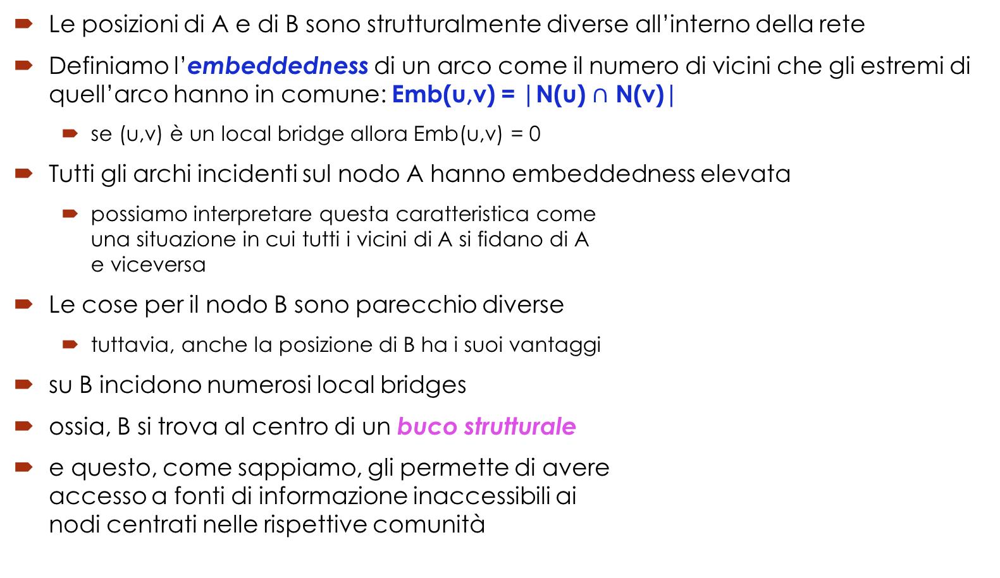 Le posizioni di A e di B sono strutturalmente diverse all’interno della rete
Definiamo l’embeddedness di un arco come il numero di vicini che gli estremi di
quell’arco hanno in comune: Emb(u,v) = |N(u) ∩ N(v)|
se (u,v) è un local bridge allora Emb(u,v) = 0
Tutti gli archi incidenti sul nodo A hanno embeddedness elevata
possiamo interpretare questa caratteristica come
una situazione in cui tutti i vicini di A si fidano di A
e viceversa
Le cose per il nodo B sono parecchio diverse
tuttavia, anche la posizione di B ha i suoi vantaggi
su B incidono numerosi local bridges
ossia, B si trova al centro di un buco strutturale
e questo, come sappiamo, gli permette di avere
accesso a fonti di informazione inaccessibili ai
nodi centrati nelle rispettive comunità